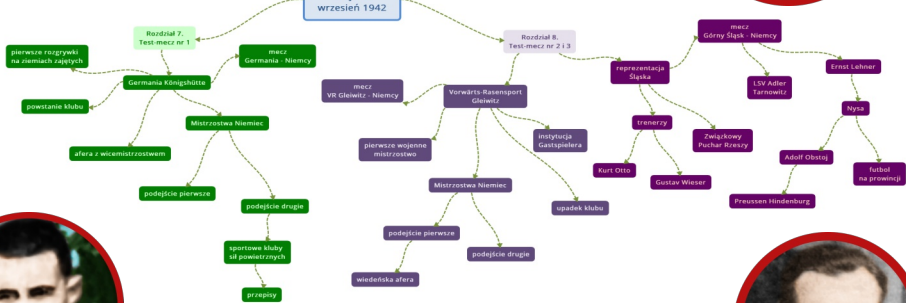 wrzesień 1942
Rozdział 7.
Test-mecz nr 1
pierwsze rozgrywki
na ziemiach zajętych
mecz
Germania - Niemcy
Germania Königshütte
powstanie klubu
Mistrzostwa Niemiec
afera z wicemistrzostwem
podejście pierwsze
podejście drugie
sportowe kluby
sił powietrznych
przepisy
Rozdział 8.
Test-mecz nr 2 i 3
mecz
VR Gleiwitz - Niemcy
Vorwärts-Rasensport
Gleiwitz
pierwsze wojenne
mistrzostwo
instytucja
Gastspielera
Mistrzostwa Niemiec
upadek klubu
podejście pierwsze
podejście drugie
wiedeńska afera
mecz
Górny Śląsk - Niemcy
reprezentacja
Śląska
LSV Adler
Tarnowitz
Ernst Lehner
trenerzy
Związkowy
Puchar Rzeszy
Nysa
Kurt Otto
Gustav Wieser
Adolf Obstoj
futbol
na prowincji
Preussen Hindenburg